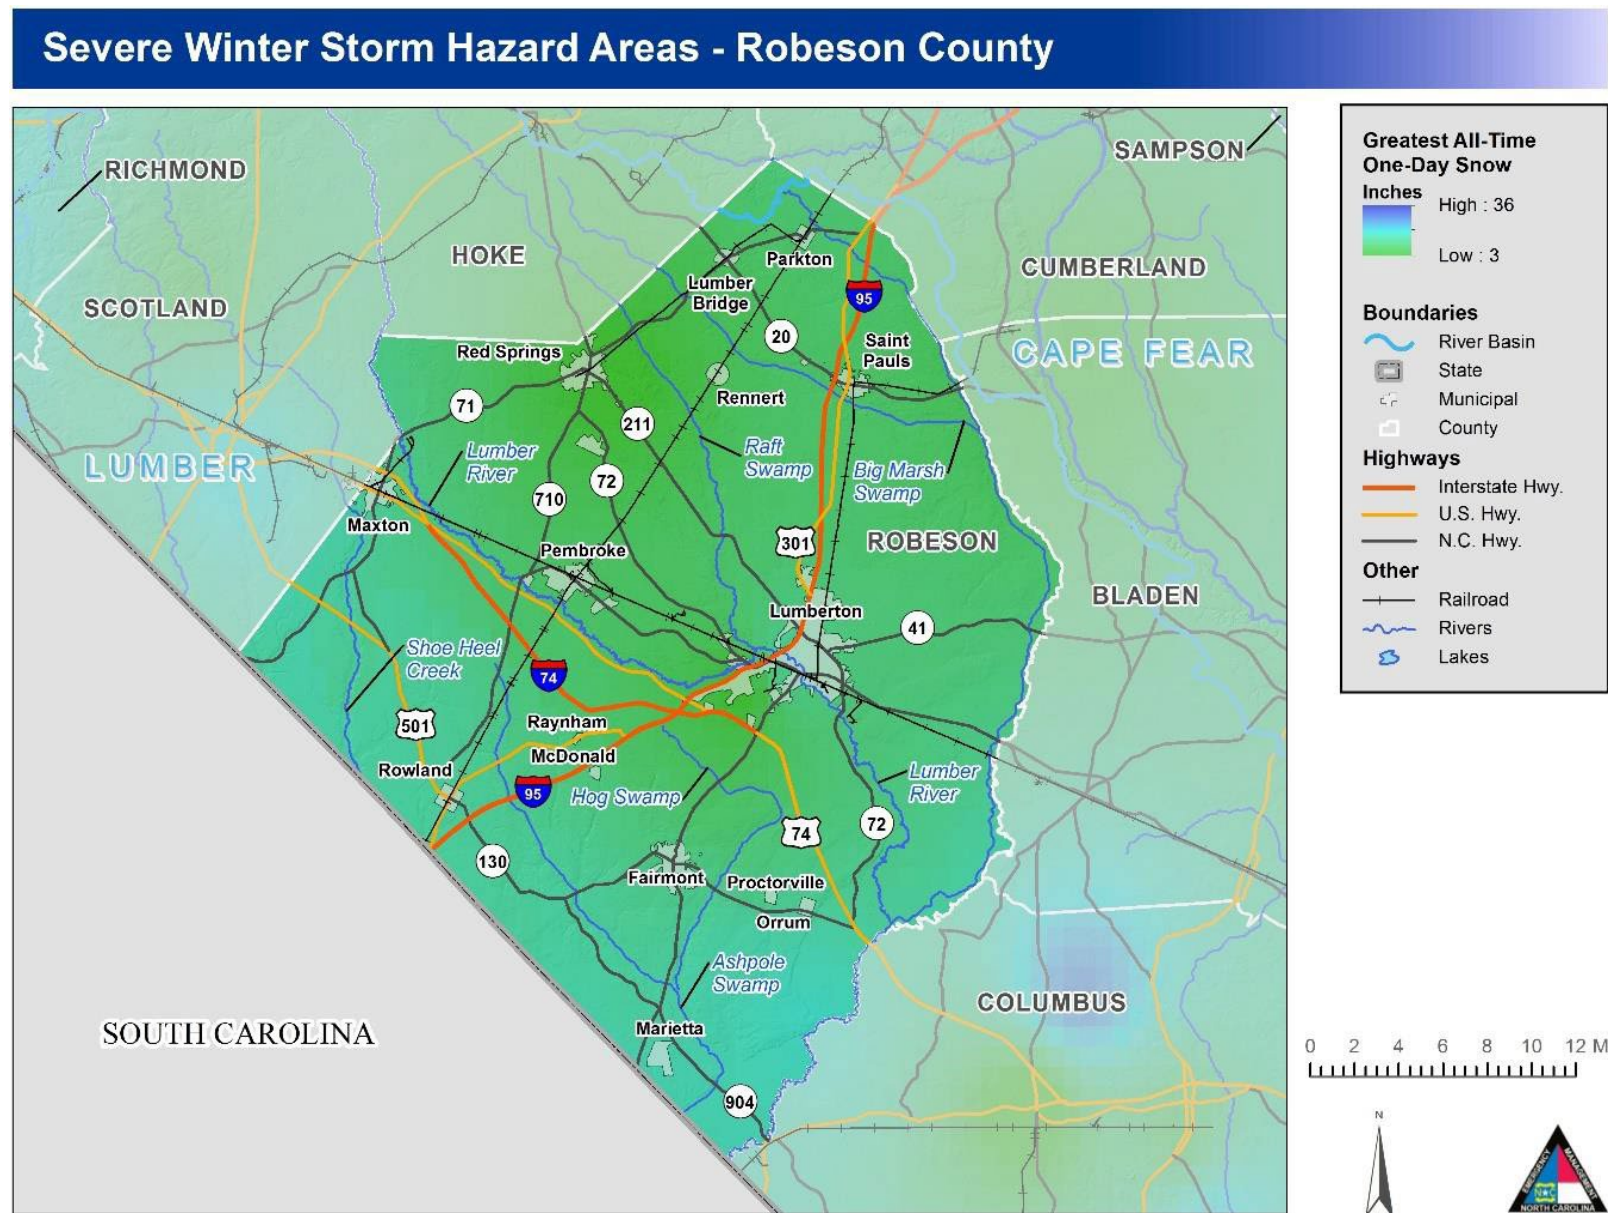 Severe Winter Storm Hazard Areas - Robeson County
RICHMOND
SAMPSON
HOKE
CUMBERLAND
SCOTLAND
Parkton
Lumber
Bridge
95
20
Saint
Pauls
CAPE FEAR
Red Springs
Rennert
71
211
LUMBER
Lumber
River
Raft
Swamp
Big Marsh
Swamp
72
710
Maxton
301
ROBESON
Pembroke
BLADEN
Lumberton
41
Shoe Heel
Creek
74
501
Raynham
McDonald
Rowland
95
Hog Swamp
Lumber
River
74
72
130
Fairmont
Proctorville
Orrum
Ashpole
Swamp
COLUMBUS
SOUTH CAROLINA
Marietta
904
Greatest All-Time
One-Day Snow
Inches
High : 36
Low : 3
Boundaries
River Basin
State
Municipal
County
Highways
Interstate Hwy.
U.S. Hwy.
N.C. Hwy.
Other
Railroad
Rivers
Lakes
0 2 4 6 8 10 12 M
N
EMERGENCY
MANAGEMENT
N C
NORTH CAROLINA